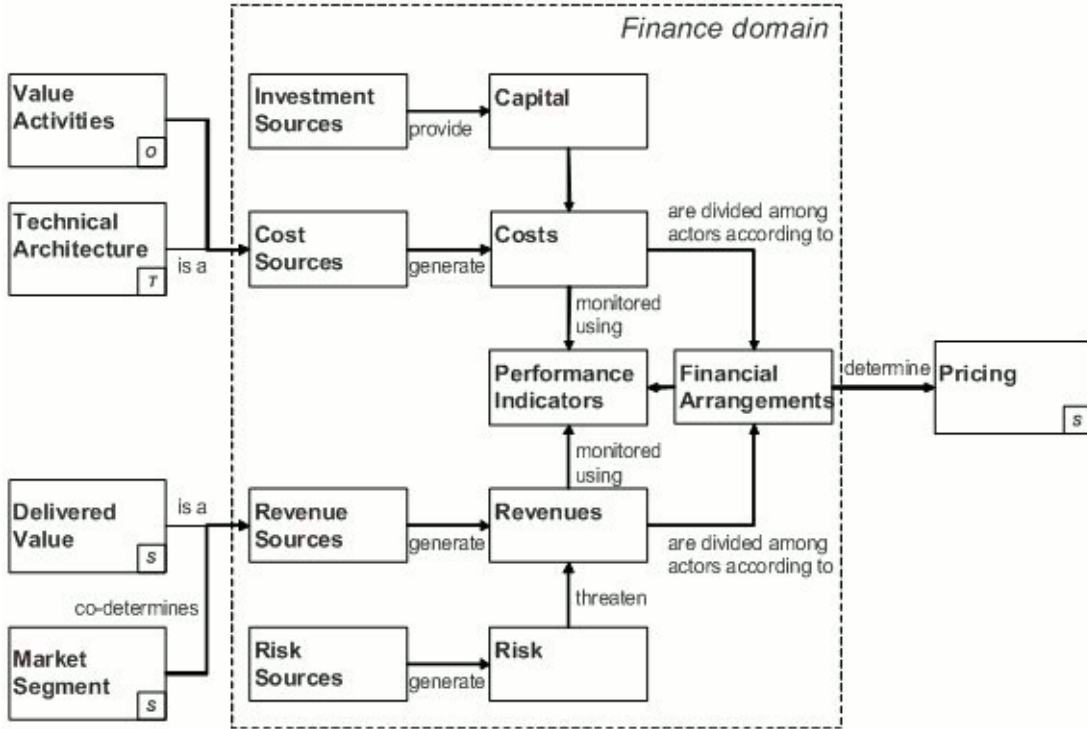 Finance domain
Value
Activities
O
Investment
Sources
provide
Capital
Technical
Architecture
T
is a
Cost
Sources
generate
Costs
are divided among
actors according to
monitored
using
Performance
Indicators
Financial
Arrangements
determine
Pricing
S
monitored
using
Delivered
Value
S
is a
Revenue
Sources
generate
Revenues
are divided among
actors according to
co-determines
threaten
Market
Segment
S
Risk
Sources
generate
Risk